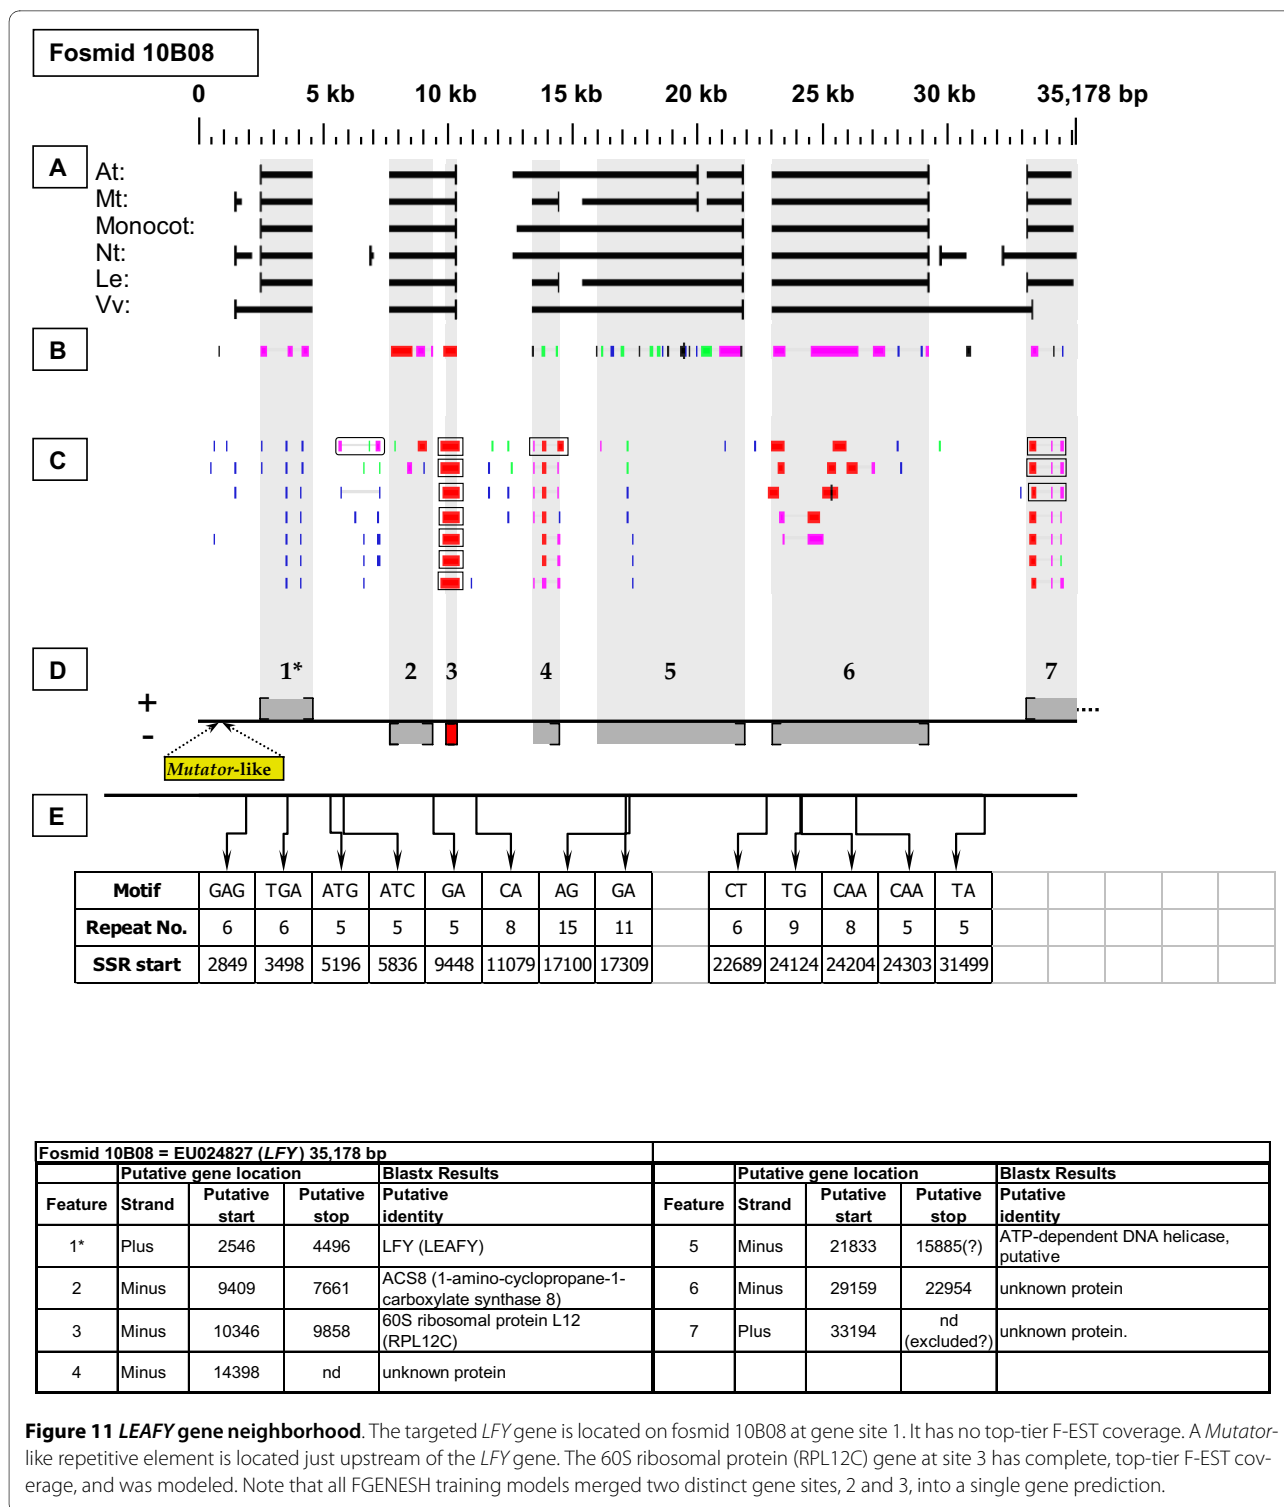 Fosmid 10B08
0 5 kb 10 kb 15 kb 20 kb 25 kb 30 kb 35,178 bp
A
At:
Mt:
Monocot:
Nt:
Le:
Vv:
B
C
D
1* 2 3 4 5 6 7
+
-
Mutator-like
E
Motif GAG TGA ATG ATC GA CA AG GA CT TG CAA CAA TA
Repeat No. 6 6 5 5 5 8 15 11 6 9 8 5 5
SSR start 2849 3498 5196 5836 9448 11079 17100 17309 22689 24124 24204 24303 31499
Fosmid 10B08 = EU024827 (LFY) 35,178 bp
Putative gene location Blastx Results Putative gene location Blastx Results
Feature Strand Putative start Putative stop Putative identity Feature Strand Putative start Putative stop Putative identity
1* Plus 2546 4496 LFY (LEAFY) 5 Minus 21833 15885(?) ATP-dependent DNA helicase, putative
2 Minus 9409 7661 ACS8 (1-amino-cyclopropane-1-carboxylate synthase 8) 6 Minus 29159 22954 unknown protein
3 Minus 10346 9858 60S ribosomal protein L12 (RPL12C) 7 Plus 33194 nd (excluded?) unknown protein.
4 Minus 14398 nd unknown protein
Figure 11 LEAFY gene neighborhood. The targeted LFY gene is located on fosmid 10B08 at gene site 1. It has no top-tier F-EST coverage. A Mutator-
like repetitive element is located just upstream of the LFY gene. The 60S ribosomal protein (RPL12C) gene at site 3 has complete, top-tier F-EST cov-
erage, and was modeled. Note that all FGENESH training models merged two distinct gene sites, 2 and 3, into a single gene prediction.